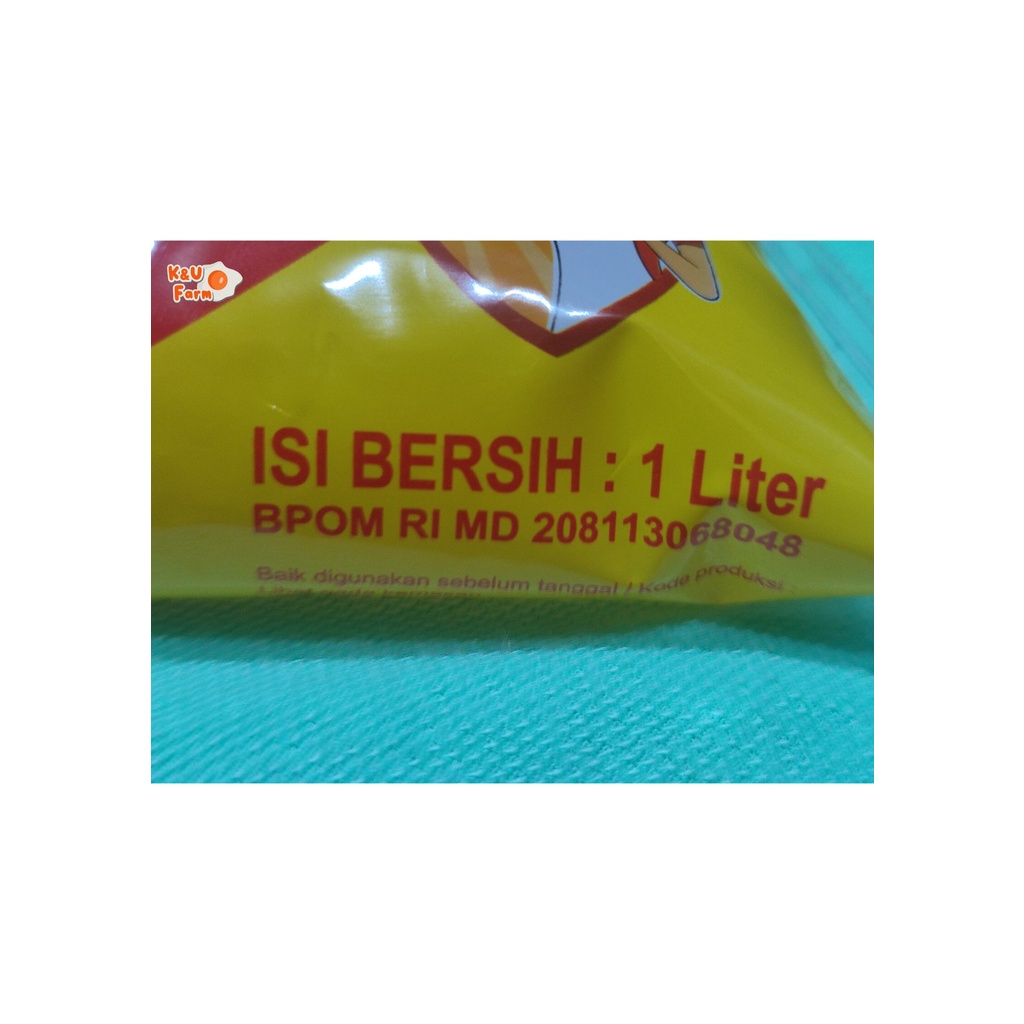 K&U
Farm
ISI BERSIH : 1 Liter
BPOM RI MD 208113068048
Baik digunakan sebelum tanggal / Kode produksi